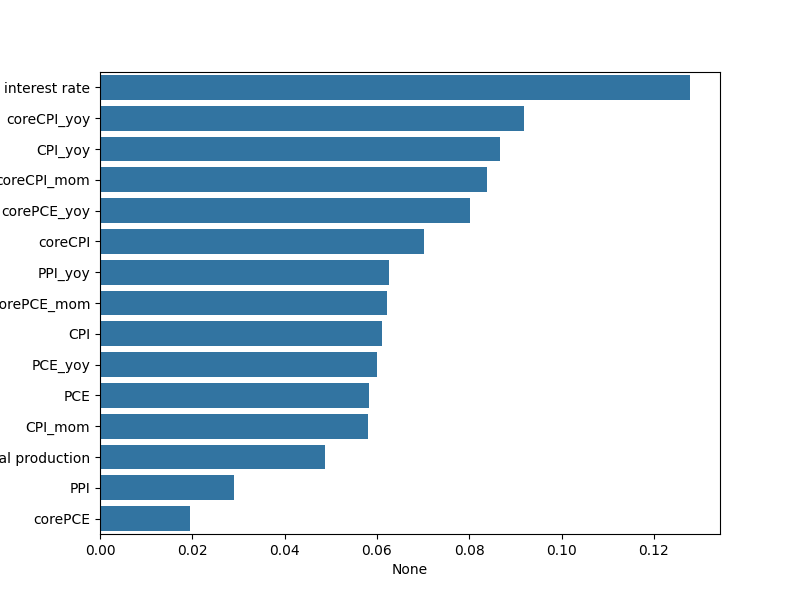 interest rate
coreCPI_yoy
CPI_yoy
coreCPI_mom
corePCE_yoy
coreCPI
PPI_yoy
orePCE_mom
CPI
PCE_yoy
PCE
CPI_mom
al production
PPI
corePCE
0.00 0.02 0.04 0.06 0.08 0.10 0.12
None